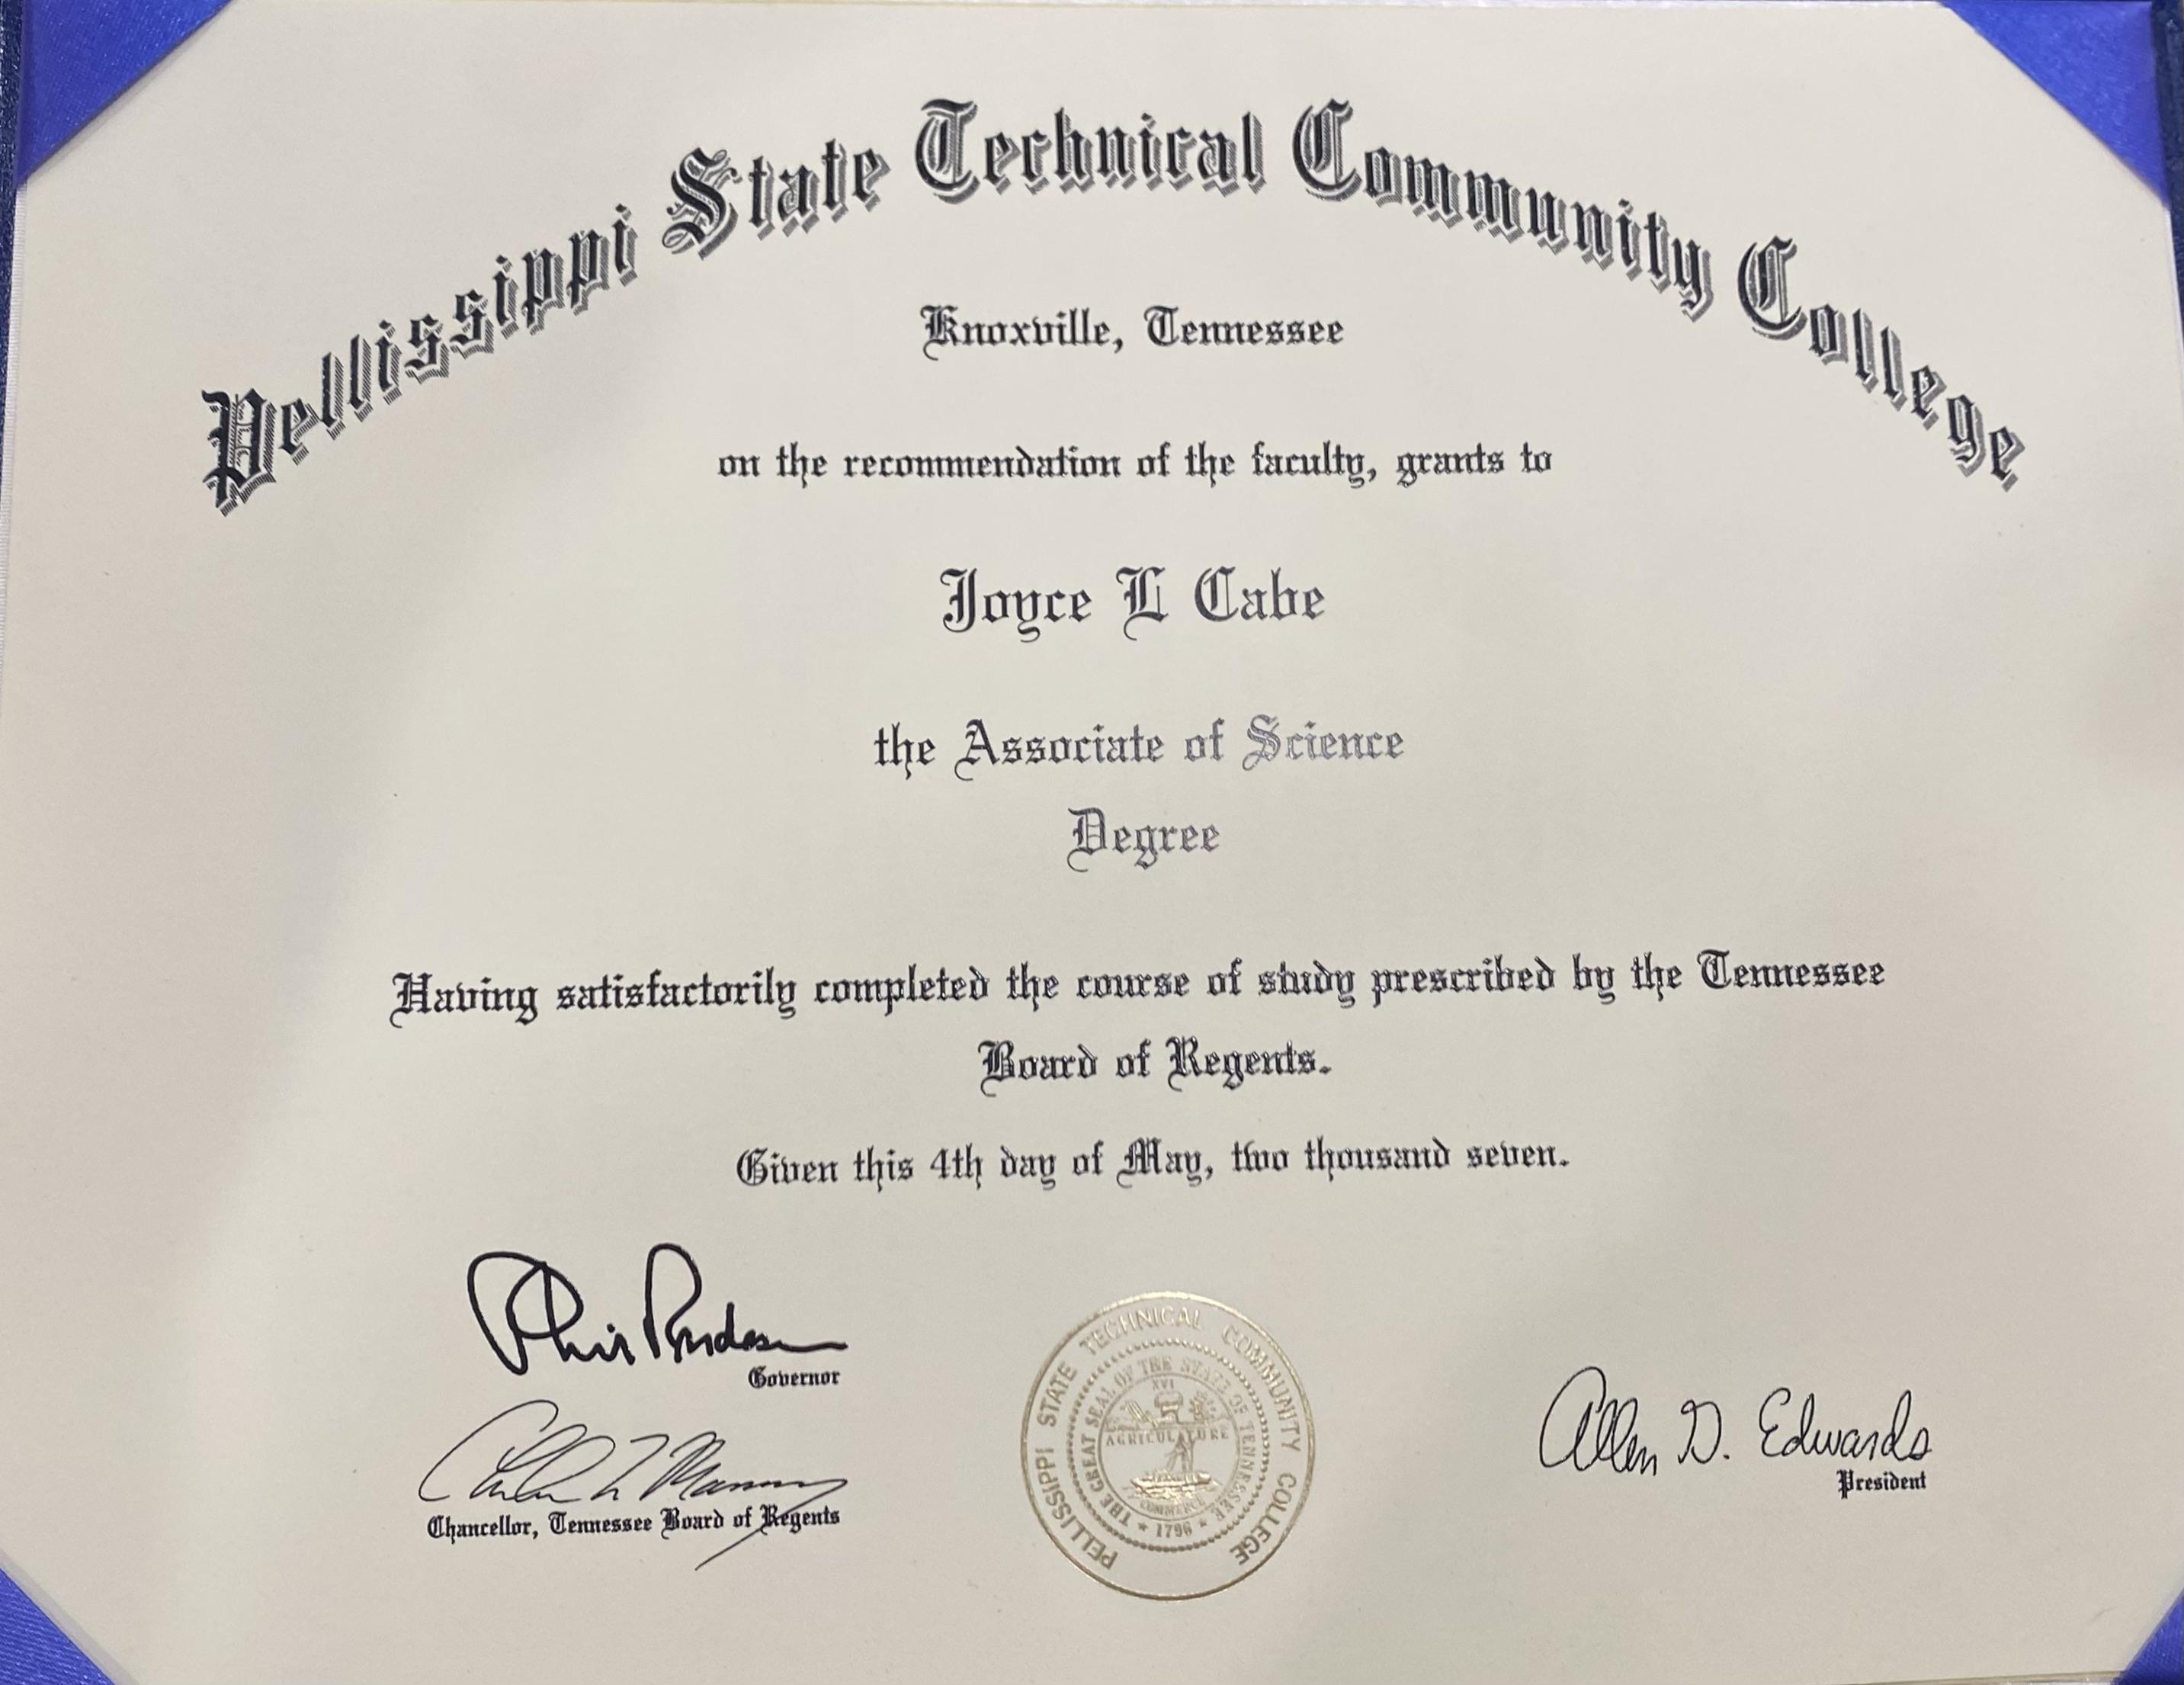 Pellissippi State Technical Community College
Knoxville, Tennessee
on the recommendation of the faculty, grants to
Joyce L Cabe
the Associate of Science
Degree
Having satisfactorily completed the course of study prescribed by the Tennessee
Board of Regents.
Given this 4th day of May, two thousand seven.
Phil Bredesen
Governor
Manning
Chancellor, Tennessee Board of Regents
PELLISSIPPI STATE TECHNICAL COMMUNITY COLLEGE
THE GREAT SEAL OF THE STATE OF TENNESSEE
XVI
AGRICULTURE
COMMERCE
★ 1796 ★
Allen G. Edwards
President